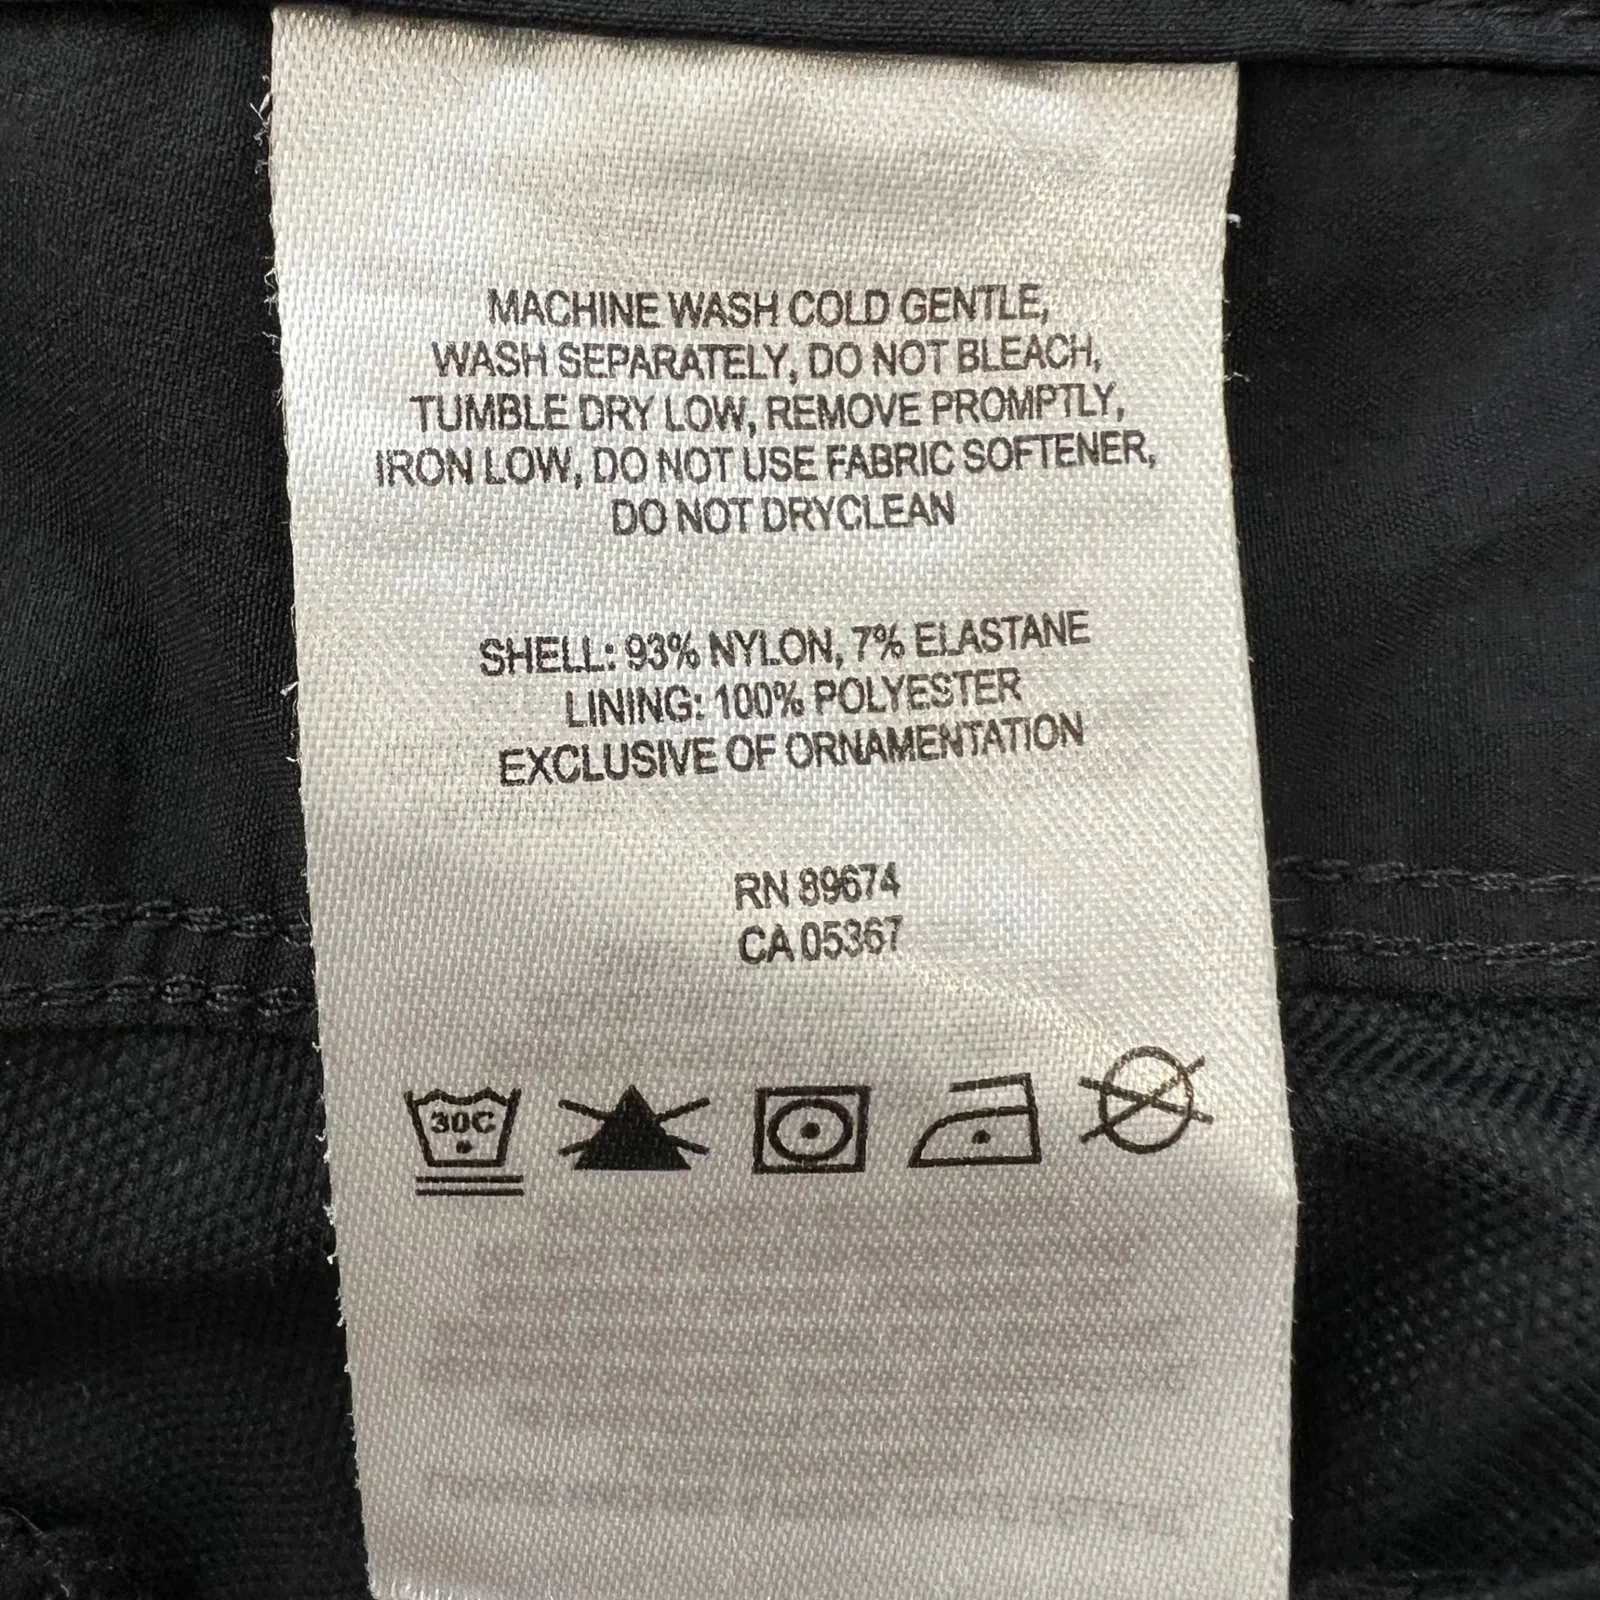 MACHINE WASH COLD GENTLE,
WASH SEPARATELY, DO NOT BLEACH,
TUMBLE DRY LOW, REMOVE PROMPTLY,
IRON LOW, DO NOT USE FABRIC SOFTENER,
DO NOT DRYCLEAN
SHELL: 93% NYLON, 7% ELASTANE
LINING: 100% POLYESTER
EXCLUSIVE OF ORNAMENTATION
RN 89674
CA 05367
30C